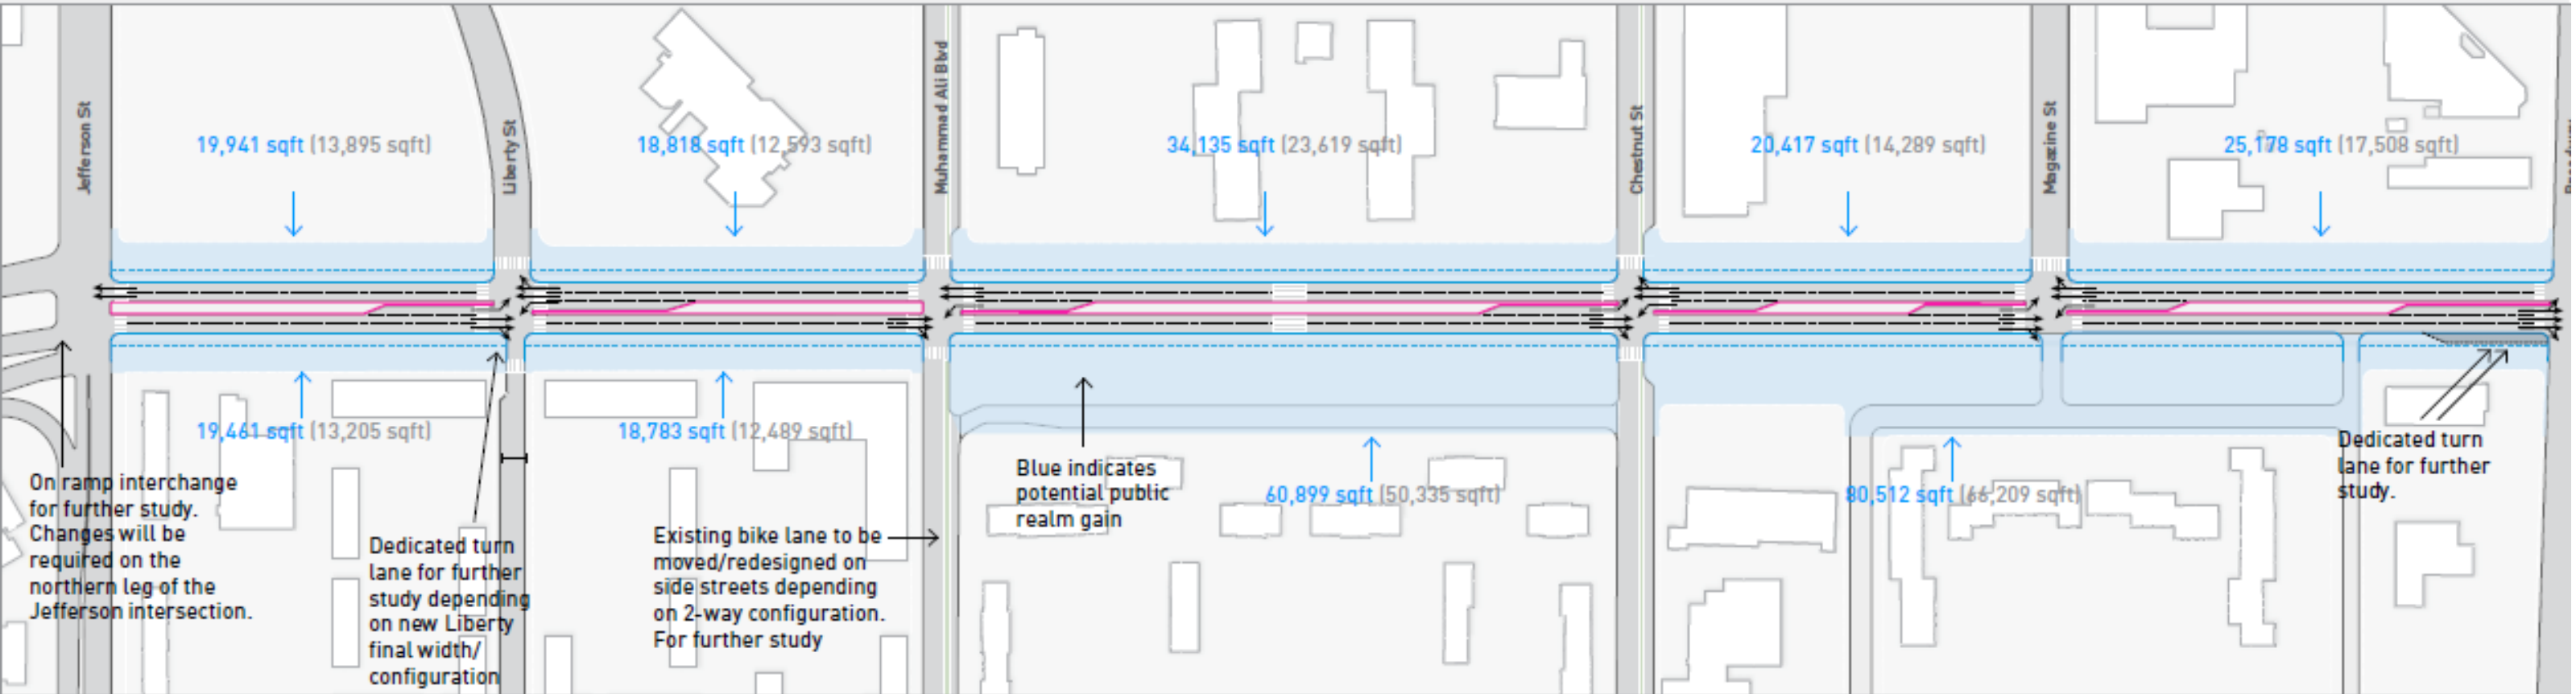 Jefferson St
Liberty St
Muhammad Ali Blvd
Chestnut St
Magazine St
19,941 sqft (13,895 sqft)
18,818 sqft (12,593 sqft)
34,135 sqft (23,619 sqft)
20,417 sqft (14,289 sqft)
25,178 sqft (17,508 sqft)
19,461 sqft (13,205 sqft)
18,783 sqft (12,489 sqft)
60,899 sqft (50,335 sqft)
80,512 sqft (66,209 sqft)
On ramp interchange
for further study.
Changes will be
required on the
northern leg of the
Jefferson intersection.
Dedicated turn
lane for further
study depending
on new Liberty
final width/
configuration
Existing bike lane to be
moved/redesigned on
side streets depending
on 2-way configuration.
For further study
Blue indicates
potential public
realm gain
Dedicated turn
lane for further
study.